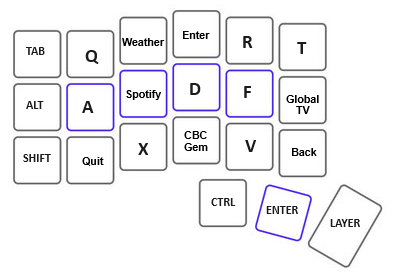 TAB
Q
Weather
Enter
R
T
ALT
A
Spotify
D
F
Global
TV
SHIFT
Quit
X
CBC
Gem
V
Back
CTRL
ENTER
LAYER